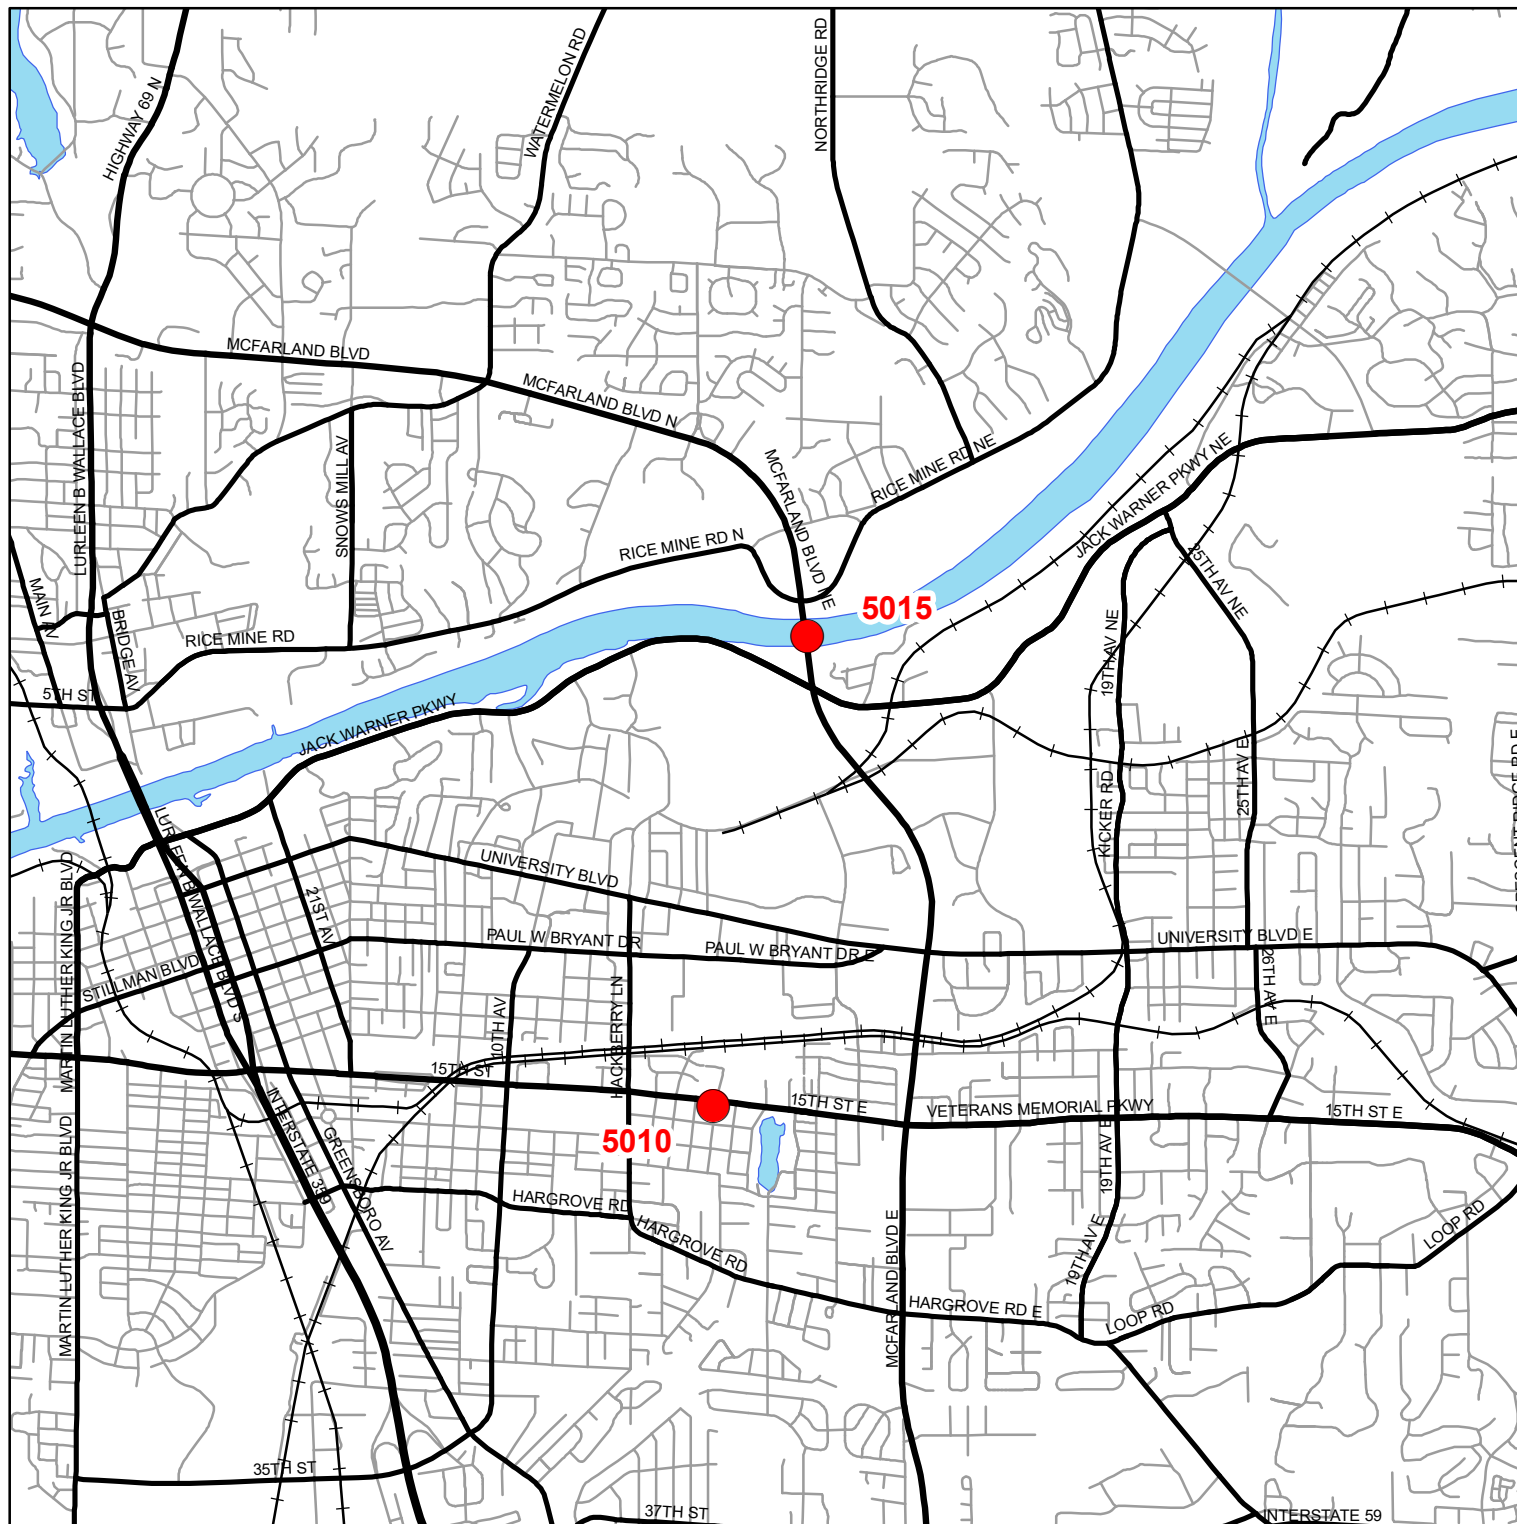 HIGHWAY 69 N
WATERMELON RD
NORTHRIDGE RD
MCFARLAND BLVD
MCFARLAND BLVD N
LURLEEN B WALLACE BLVD
SNOWS MILL AV
MCFARLAND BLVD NE
RICE MINE RD NE
RICE MINE RD N
JACK WARNER PKWY NE
25TH AV NE
MAIN
BRIDGE AV
RICE MINE RD
5015
19TH AV NE
5TH ST
JACK WARNER PKWY
25TH AV E
KICKER RD
CRESCENT RIDGE RD E
LURLEEN B WALLACE BLVD S
UNIVERSITY BLVD
MARTIN LUTHER KING JR BLVD
21ST AV
PAUL W BRYANT DR
PAUL W BRYANT DR E
UNIVERSITY BLVD E
STILLMAN BLVD
26TH AV E
10TH AV
HACKBERRY LN
15TH ST
15TH ST E
VETERANS MEMORIAL PKWY
15TH ST E
5010
INTERSTATE 359
GREENSBORO AV
MARTIN LUTHER KING JR BLVD
19TH AV E
HARGROVE RD
HARGROVE RD
19TH AV E
LOOP RD
MCFARLAND BLVD E
HARGROVE RD E
LOOP RD
35TH ST
37TH ST
INTERSTATE 59